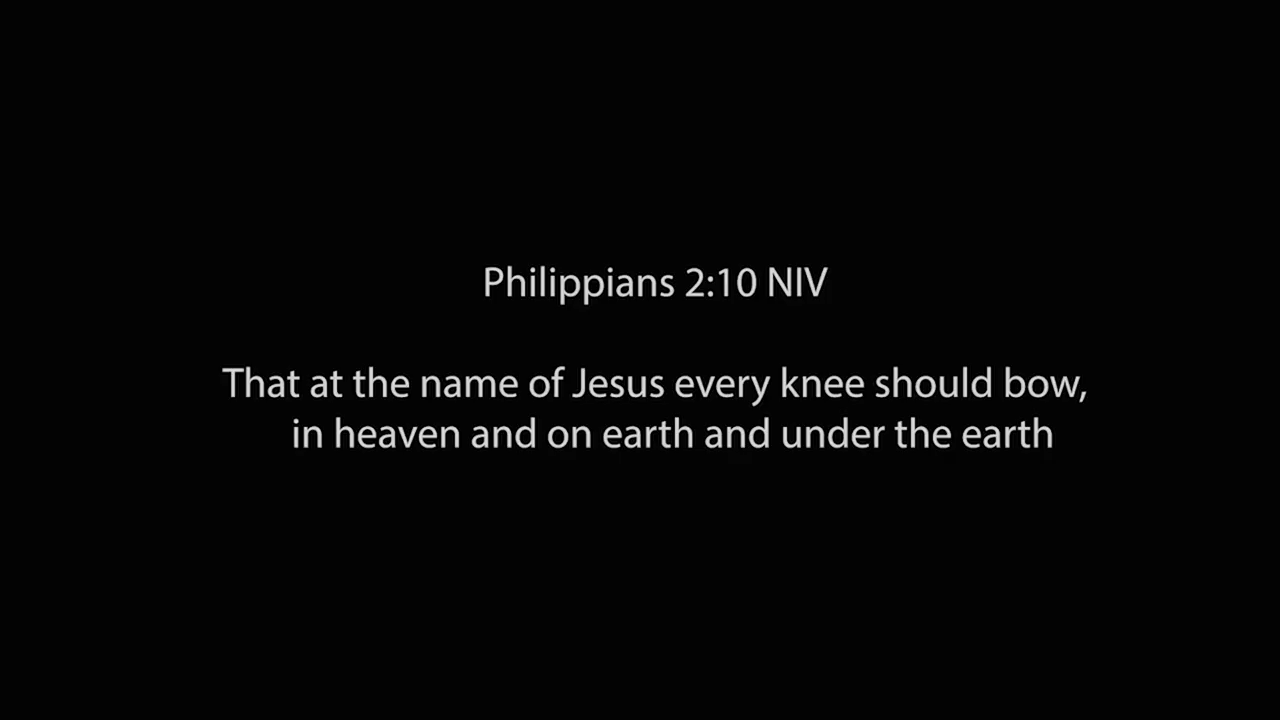 Philippians 2:10 NIV
That at the name of Jesus every knee should bow,
in heaven and on earth and under the earth